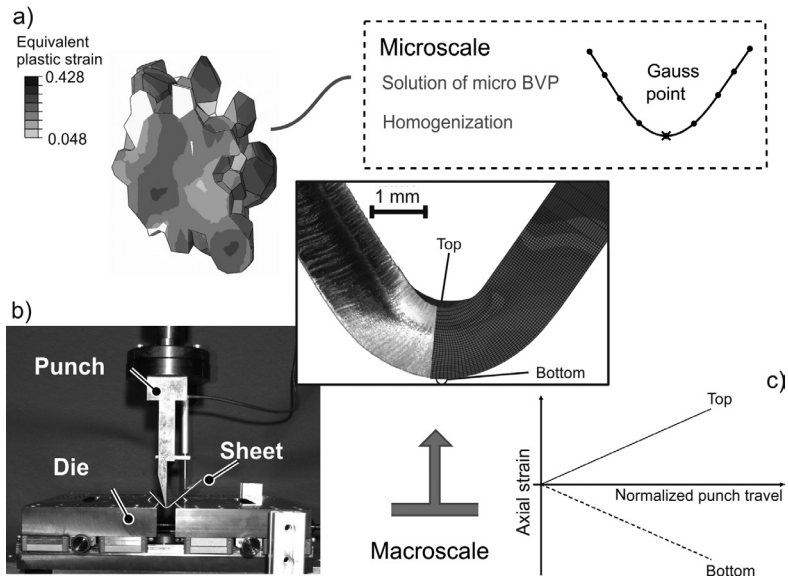 a)
Equivalent
plastic strain
0.428
0.048
Microscale
Solution of micro BVP
Homogenization
Gauss
point
1 mm
Top
Bottom
b)
Punch
Sheet
Die
Macroscale
c)
Top
Axial strain
Normalized punch travel
Bottom